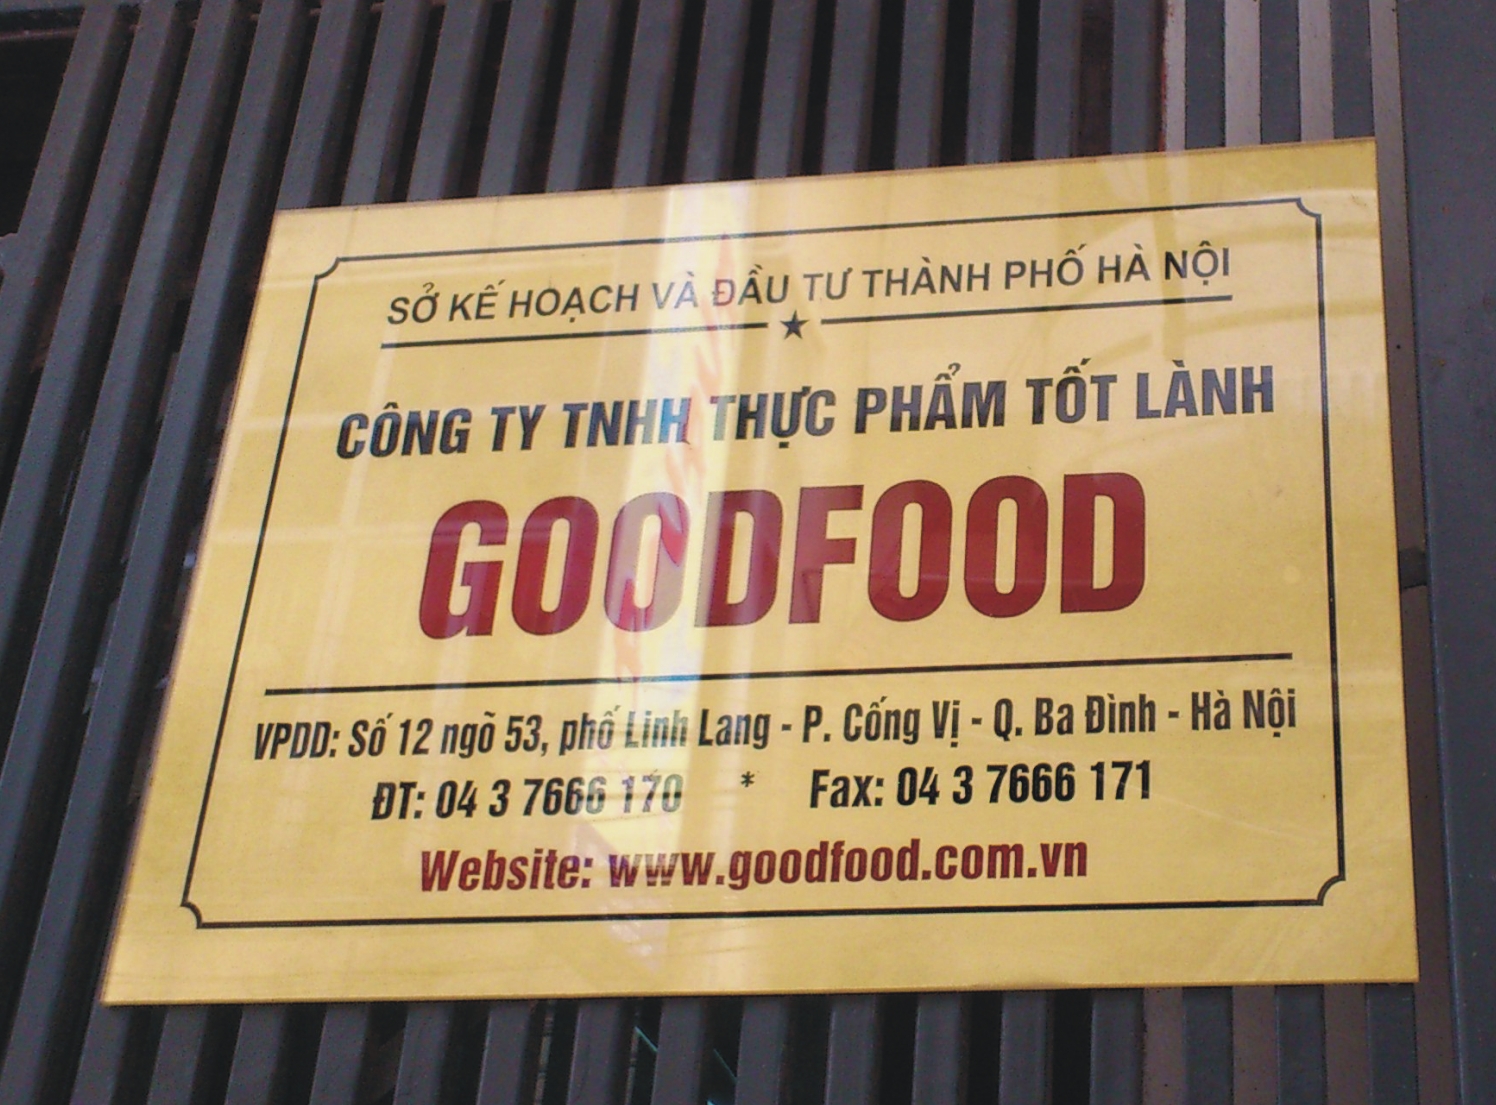 SỞ KẾ HOẠCH VÀ ĐẦU TƯ THÀNH PHỐ HÀ NỘI
CÔNG TY TNHH THỰC PHẨM TỐT LÀNH
GOODFOOD
VPDD: Số 12 ngõ 53, phố Linh Lang - P. Cống Vị - Q. Ba Đình - Hà Nội
ĐT: 04 3 7666 170 * Fax: 04 3 7666 171
Website: www.goodfood.com.vn